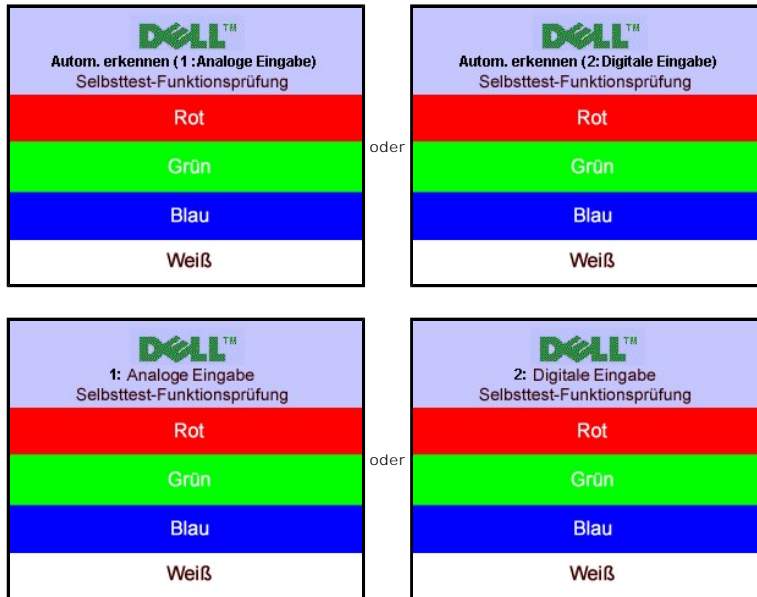 DELL™
Autom. erkennen (1:Analoge Eingabe)
Selbsttest-Funktionsprüfung
Rot
Grün
Blau
Weiß
oder
DELL™
Autom. erkennen (2:Digitale Eingabe)
Selbsttest-Funktionsprüfung
Rot
Grün
Blau
Weiß
DELL™
1: Analoge Eingabe
Selbsttest-Funktionsprüfung
Rot
Grün
Blau
Weiß
oder
DELL™
2: Digitale Eingabe
Selbsttest-Funktionsprüfung
Rot
Grün
Blau
Weiß